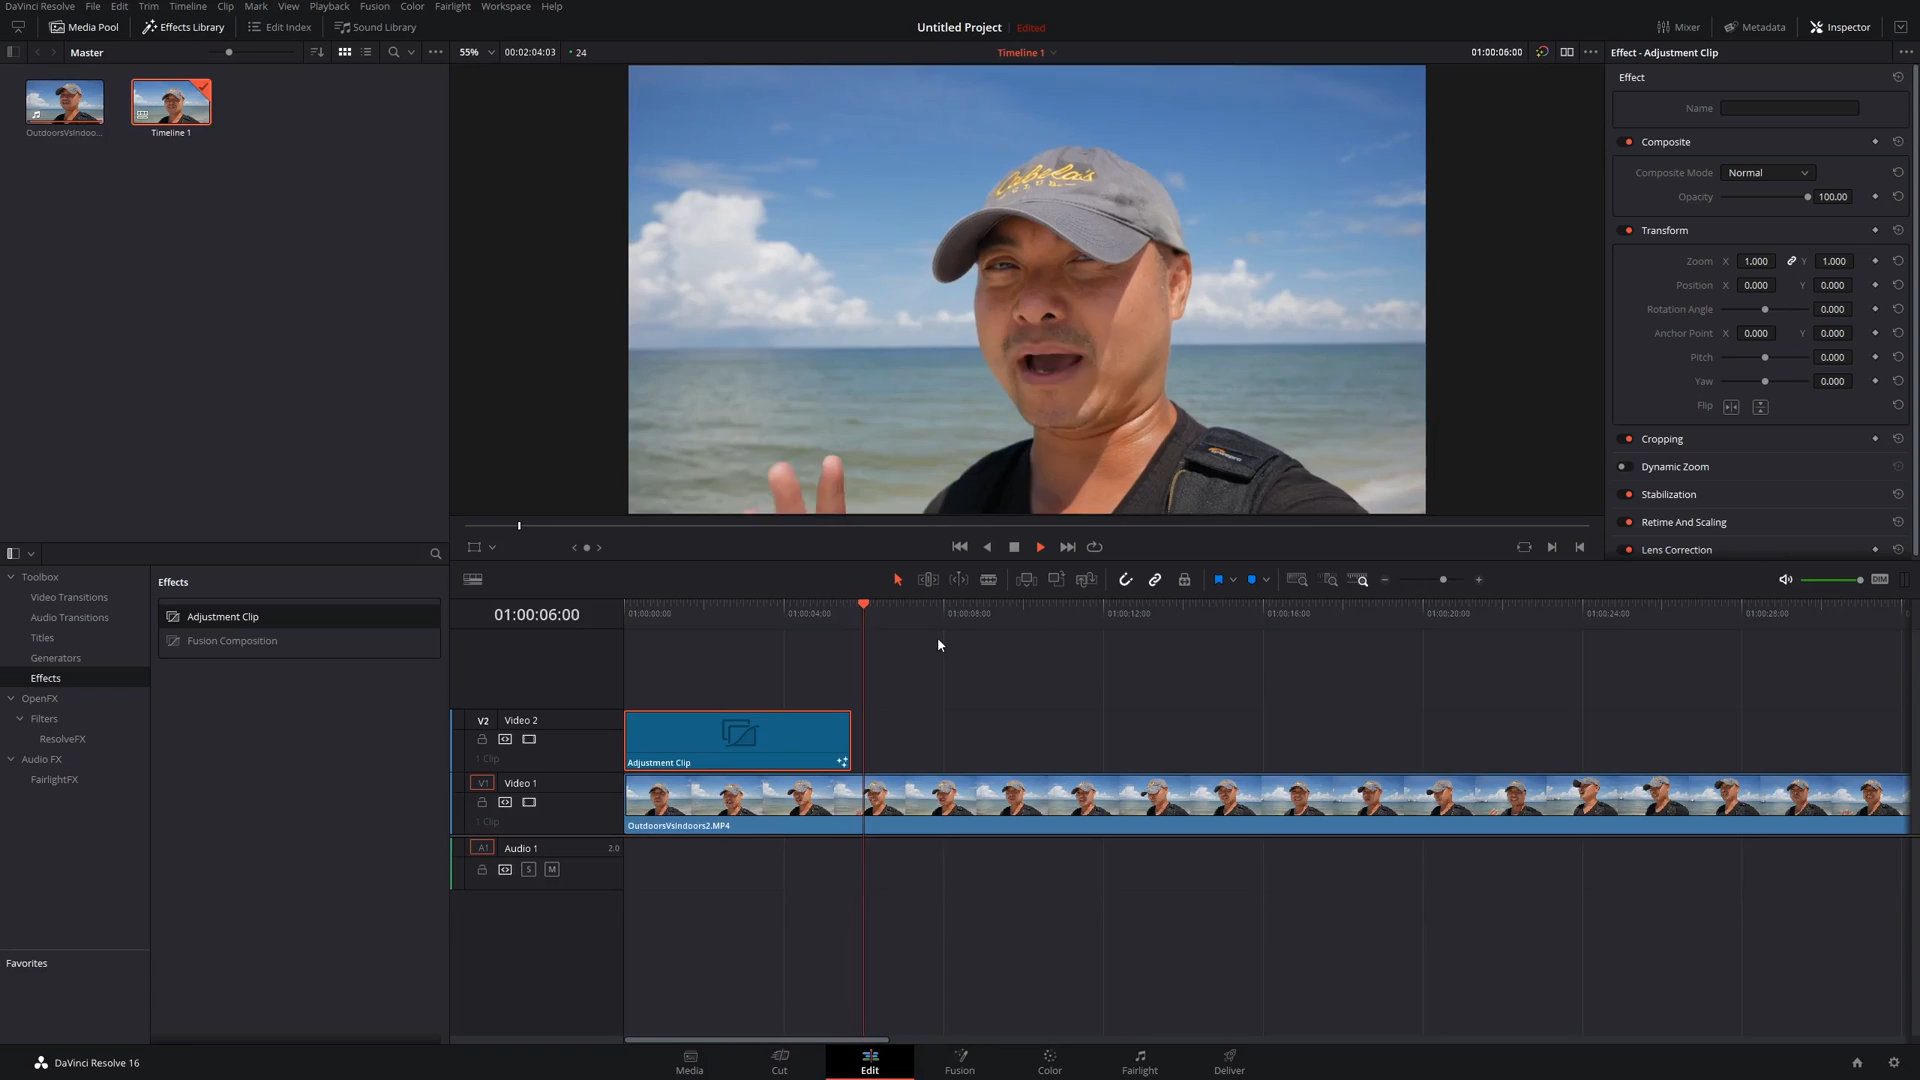 DaVinci Resolve File Edit Trim Timeline Clip Mark View Playback Fusion Color Fairlight Workspace Help
Media Pool Effects Library Edit Index Sound Library Untitled Project Edited Mixer Metadata Inspector
Master 55% 00:02:04:03 24 Timeline 1 01:00:06:00 Effect - Adjustment Clip
OutdoorsVsIndoo... Timeline 1
Cabela's
CLUB
Effect
Name
Composite
Composite Mode Normal
Opacity 100.00
Transform
Zoom X 1.000 Y 1.000
Position X 0.000 Y 0.000
Rotation Angle 0.000
Anchor Point X 0.000 Y 0.000
Pitch 0.000
Yaw 0.000
Flip
Cropping
Dynamic Zoom
Stabilization
Retime And Scaling
Lens Correction
Toolbox
Video Transitions
Audio Transitions
Titles
Generators
Effects
OpenFX
Filters
ResolveFX
Audio FX
FairlightFX
Favorites
Effects
Adjustment Clip
Fusion Composition
DIM
01:00:06:00 01:00:00:00 01:00:04:00 01:00:08:00 01:00:12:00 01:00:16:00 01:00:20:00 01:00:24:00 01:00:28:00
V2 Video 2
1 Clip
Adjustment Clip
V1 Video 1
1 Clip
OutdoorsVsindoors2.MP4
A1 Audio 1 2.0
S M
DaVinci Resolve 16 Media Cut Edit Fusion Color Fairlight Deliver